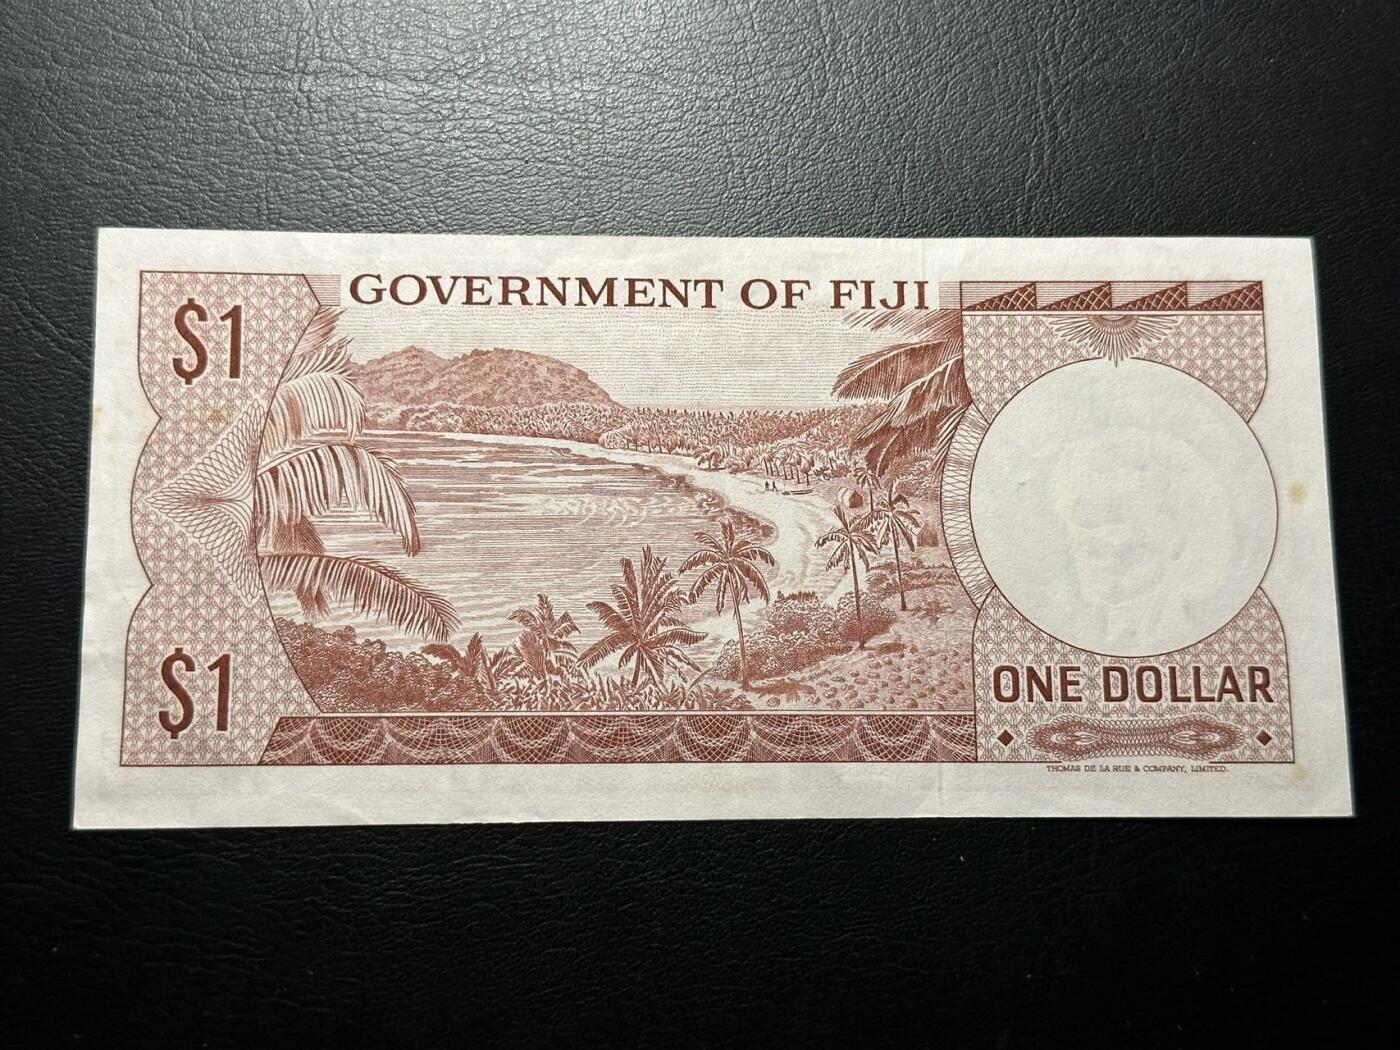 GOVERNMENT OF FIJI
$1
$1
ONE DOLLAR
THOMAS DE LA RUE & COMPANY, LIMITED.